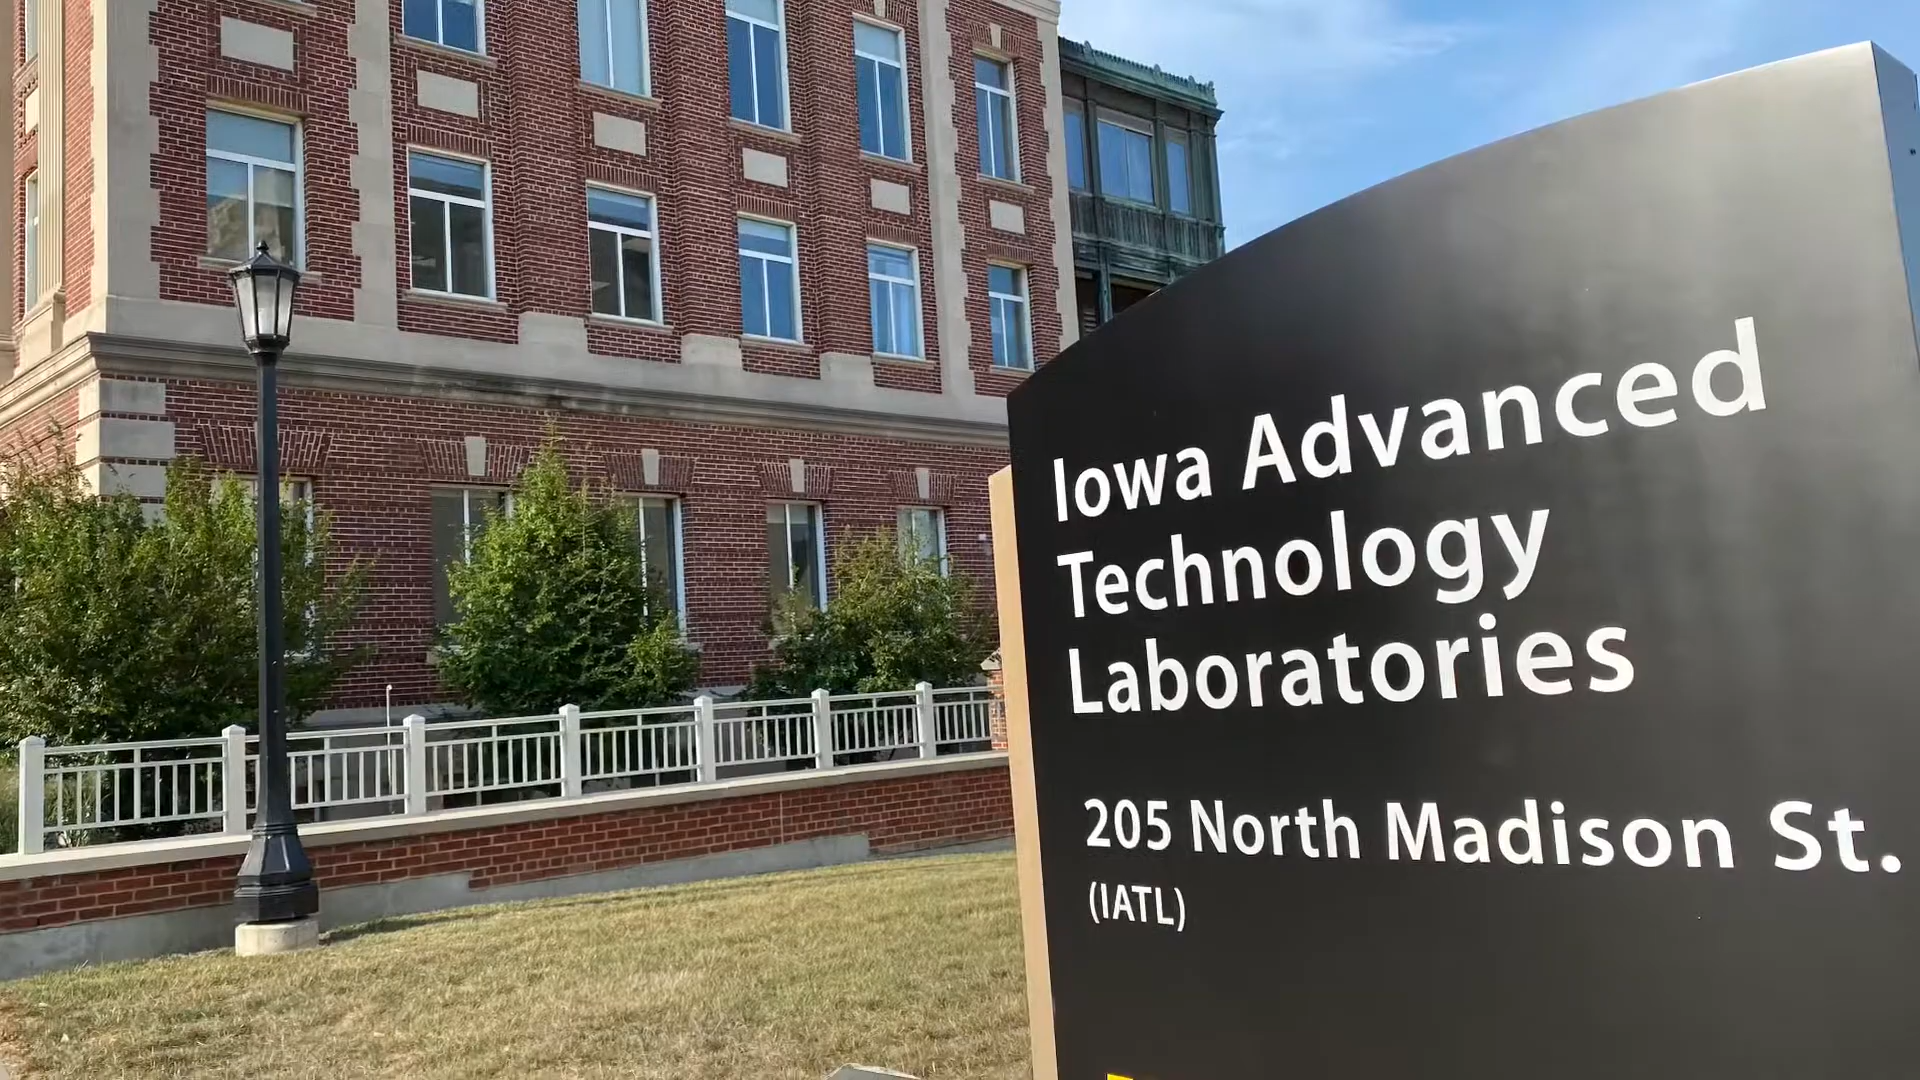 Iowa Advanced
Technology
Laboratories
205 North Madison St.
(IATL)